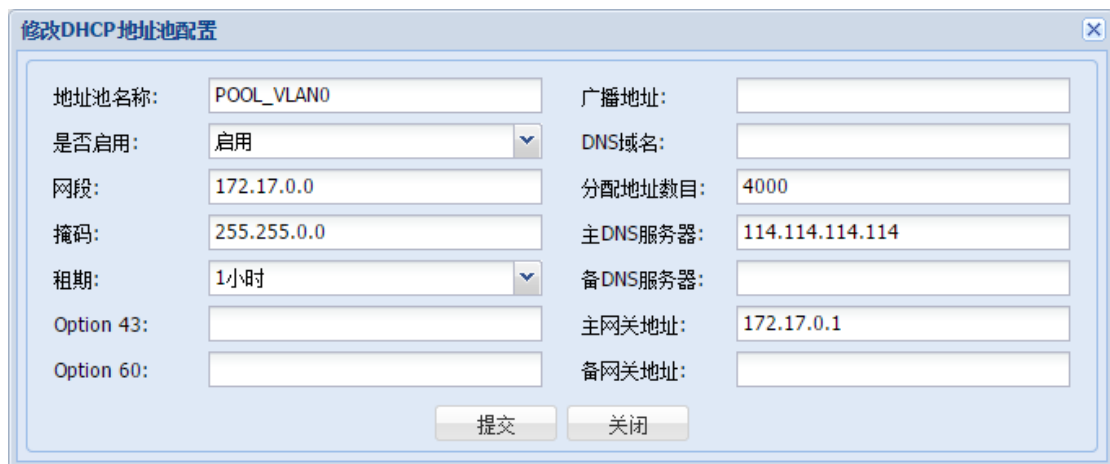 修改DHCP地址池配置
地址池名称: POOL_VLAN0 广播地址:
是否启用: 启用 DNS域名:
网段: 172.17.0.0 分配地址数目: 4000
掩码: 255.255.0.0 主DNS服务器: 114.114.114.114
租期: 1小时 备DNS服务器:
Option 43: 主网关地址: 172.17.0.1
Option 60: 备网关地址:
提交 关闭